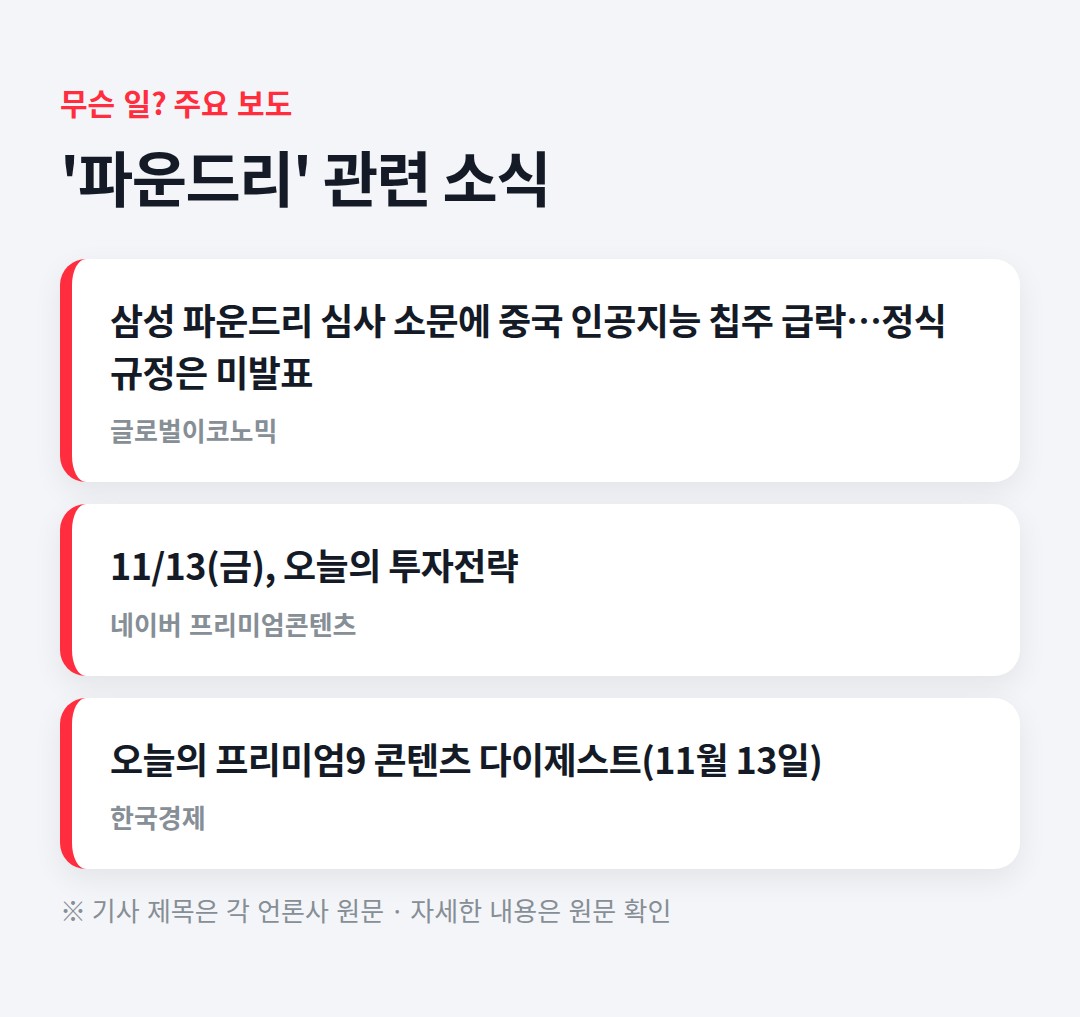 무슨 일? 주요 보도
'파운드리' 관련 소식
삼성 파운드리 심사 소문에 중국 인공지능 칩주 급락…정식
규정은 미발표
글로벌이코노믹
11/13(금), 오늘의 투자전략
네이버 프리미엄콘텐츠
오늘의 프리미엄9 콘텐츠 다이제스트(11월 13일)
한국경제
※ 기사 제목은 각 언론사 원문 · 자세한 내용은 원문 확인